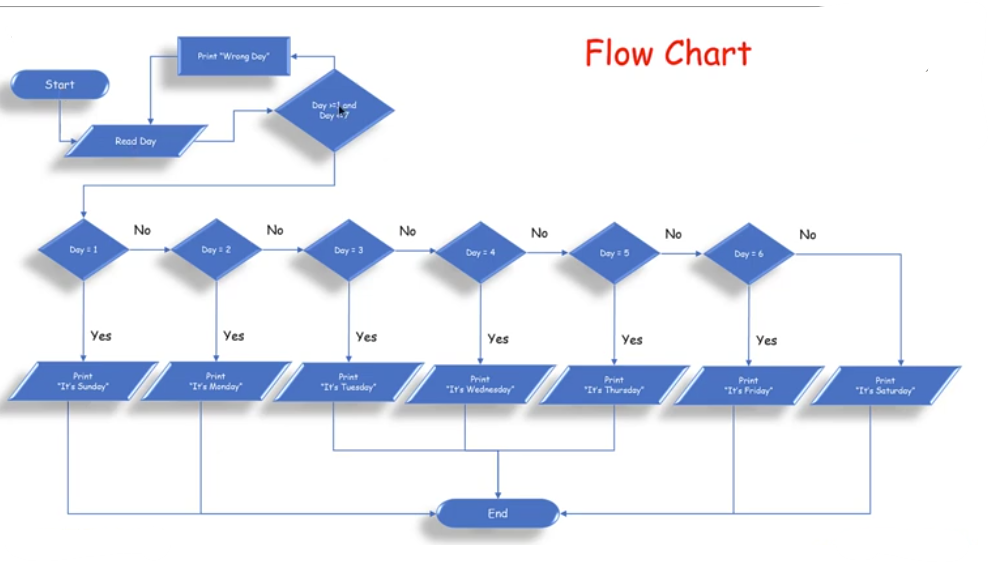 Flow Chart
Print "Wrong Day"
Start
Day >=1 and
Day <=7
Read Day
Day = 1
No
Day = 2
No
Day = 3
No
Day = 4
No
Day = 5
No
Day = 6
No
Yes
Yes
Yes
Yes
Yes
Yes
Print
"It's Sunday"
Print
"It's Monday"
Print
"It's Tuesday"
Print
"It's Wednesday"
Print
"It's Thursday"
Print
"It's Friday"
Print
"It's Saturday"
End